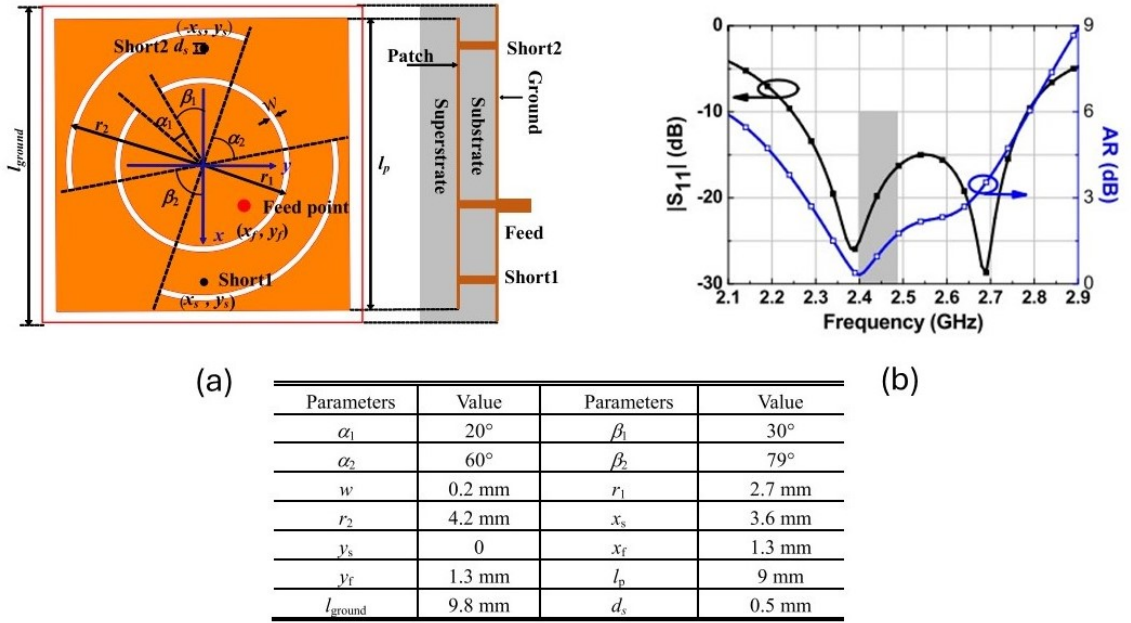 (-xs, ys)
Short2 ds
β1
α1
w
r2
α2
y
r1
β2
Feed point
(xf, yf)
x
Short1
(xs, ys)
lground
lp
Patch
Superstrate
Substrate
Short2
Ground
Feed
Short1
0
-10
-20
-30
|S11| (dB)
9
6
3
0
AR (dB)
2.1 2.2 2.3 2.4 2.5 2.6 2.7 2.8 2.9
Frequency (GHz)
(a)
(b)
Parameters Value Parameters Value
α1 20° β1 30°
α2 60° β2 79°
w 0.2 mm r1 2.7 mm
r2 4.2 mm xs 3.6 mm
ys 0 xf 1.3 mm
yf 1.3 mm lp 9 mm
lground 9.8 mm ds 0.5 mm